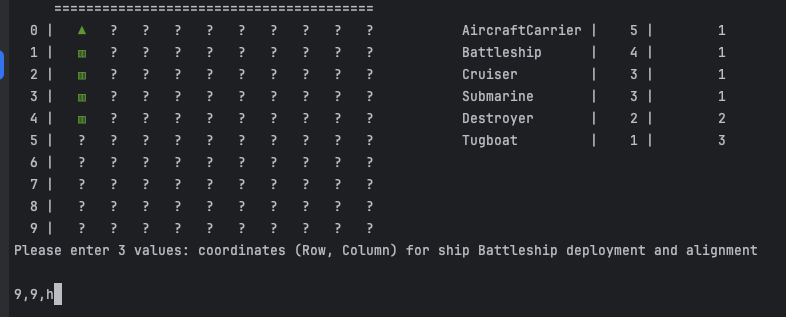 =======================================
0 | ▲ ? ? ? ? ? ? ? ? ? AircraftCarrier | 5 | 1
1 | ▥ ? ? ? ? ? ? ? ? ? Battleship | 4 | 1
2 | ▥ ? ? ? ? ? ? ? ? ? Cruiser | 3 | 1
3 | ▥ ? ? ? ? ? ? ? ? ? Submarine | 3 | 1
4 | ▥ ? ? ? ? ? ? ? ? ? Destroyer | 2 | 2
5 | ? ? ? ? ? ? ? ? ? ? Tugboat | 1 | 3
6 | ? ? ? ? ? ? ? ? ? ?
7 | ? ? ? ? ? ? ? ? ? ?
8 | ? ? ? ? ? ? ? ? ? ?
9 | ? ? ? ? ? ? ? ? ? ?
Please enter 3 values: coordinates (Row, Column) for ship Battleship deployment and alignment
9,9,h